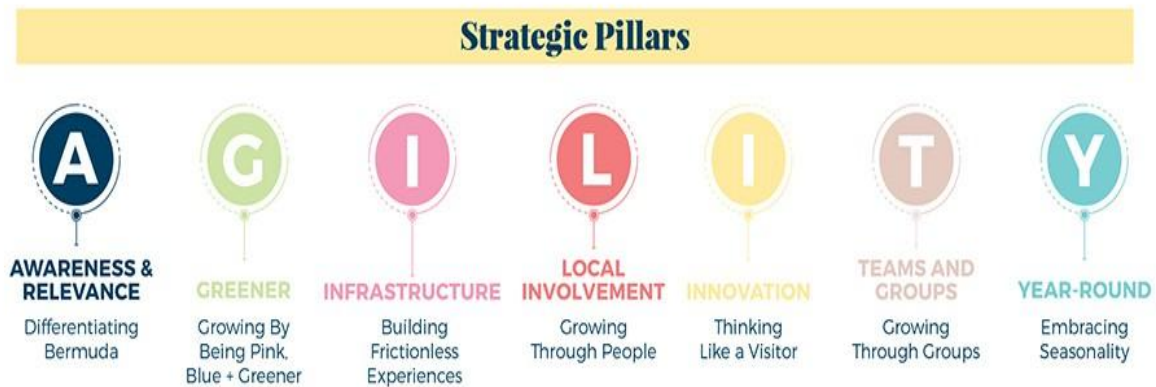 Strategic Pillars
A
G
I
L
I
T
Y
AWARENESS &
RELEVANCE
Differentiating
Bermuda
GREENER
Growing By
Being Pink,
Blue + Greener
INFRASTRUCTURE
Building
Frictionless
Experiences
LOCAL
INVOLVEMENT
Growing
Through People
INNOVATION
Thinking
Like a Visitor
TEAMS AND
GROUPS
Growing
Through Groups
YEAR-ROUND
Embracing
Seasonality